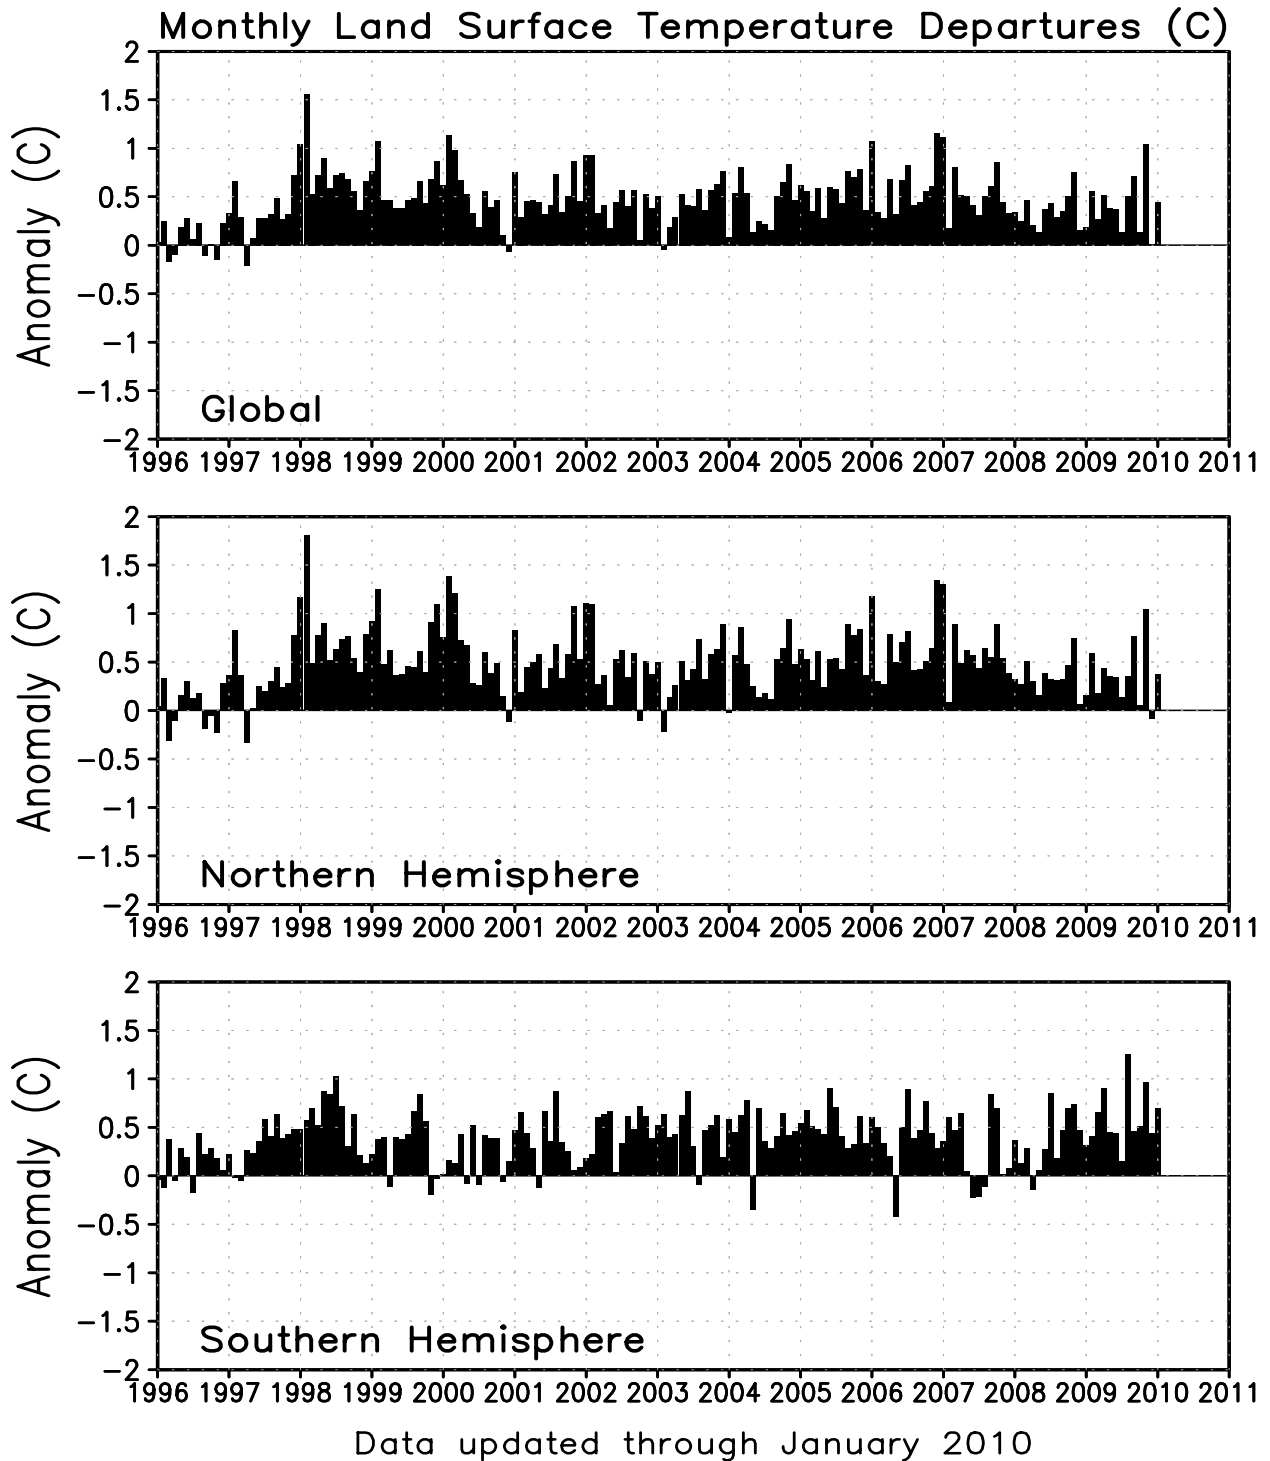 Monthly Land Surface Temperature Departures (C)
2
1.5
1
0.5
0
−0.5
−1
−1.5
−2
Anomaly (C)
Global
1996 1997 1998 1999 2000 2001 2002 2003 2004 2005 2006 2007 2008 2009 2010 2011
2
1.5
1
0.5
0
−0.5
−1
−1.5
−2
Anomaly (C)
Northern Hemisphere
1996 1997 1998 1999 2000 2001 2002 2003 2004 2005 2006 2007 2008 2009 2010 2011
2
1.5
1
0.5
0
−0.5
−1
−1.5
−2
Anomaly (C)
Southern Hemisphere
1996 1997 1998 1999 2000 2001 2002 2003 2004 2005 2006 2007 2008 2009 2010 2011
Data updated through January 2010